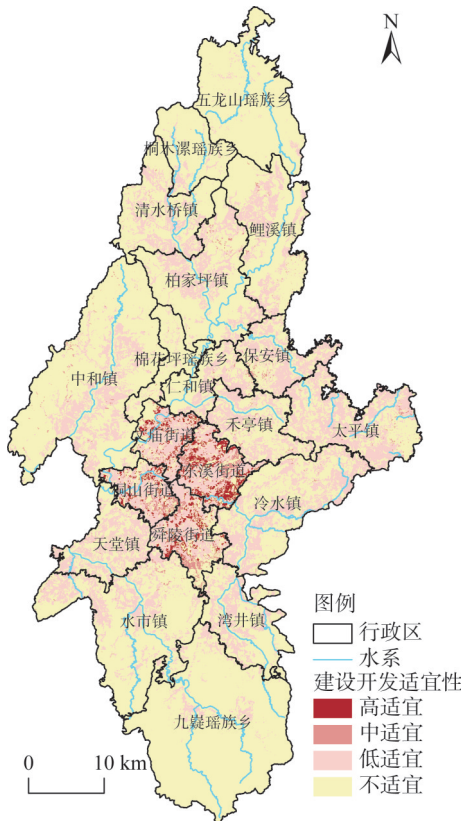 N
五龙山瑶族乡
桐木漯瑶族乡
清水桥镇
鲤溪镇
柏家坪镇
棉花坪瑶族乡
保安镇
中和镇
仁和镇
禾亭镇
太平镇
文庙街道
东溪街道
桐山街道
冷水镇
舜陵街道
天堂镇
水市镇
湾井镇
九嶷瑶族乡
图例
行政区
水系
建设开发适宜性
高适宜
中适宜
低适宜
不适宜
0 10 km